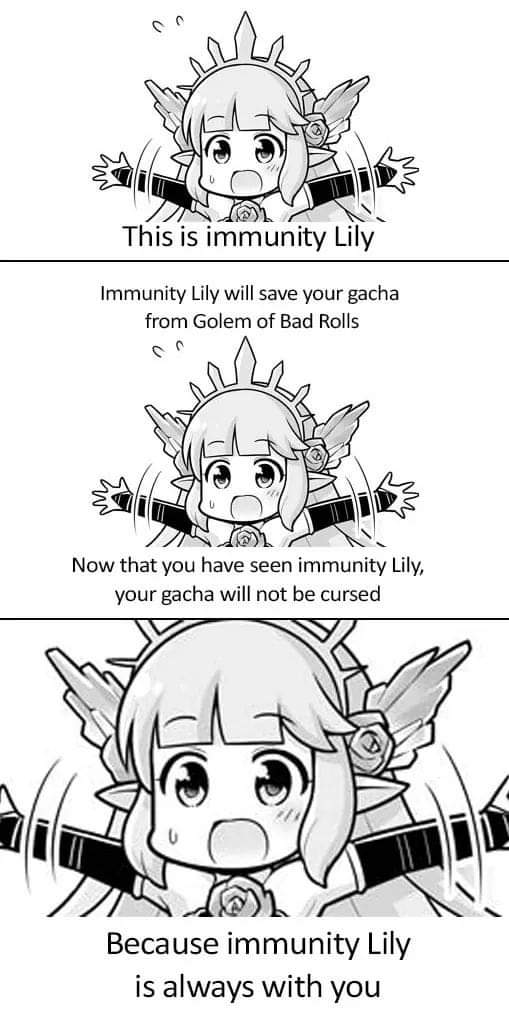 This is immunity Lily
Immunity Lily will save your gacha
from Golem of Bad Rolls
Now that you have seen immunity Lily,
your gacha will not be cursed
Because immunity Lily
is always with you